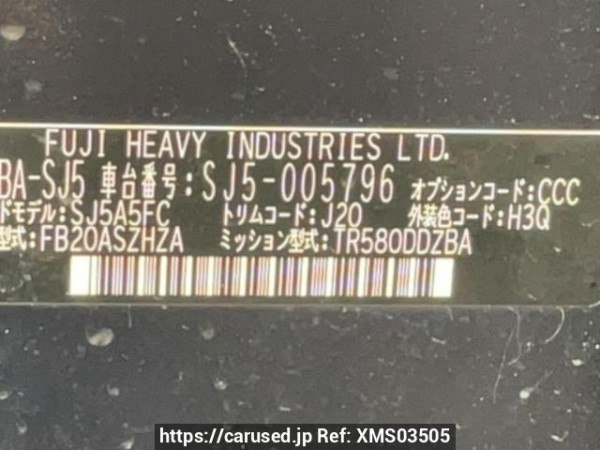 FUJI HEAVY INDUSTRIES LTD.
BA-SJ5 車台番号:SJ5-005796 オプションコード:CCC
ドモデル:SJ5A5FC トリムコード:J20 外装色コード:H3Q
型式:FB20ASZHZA ミッション型式:TR580DDZBA
https://carused.jp Ref: XMS03505